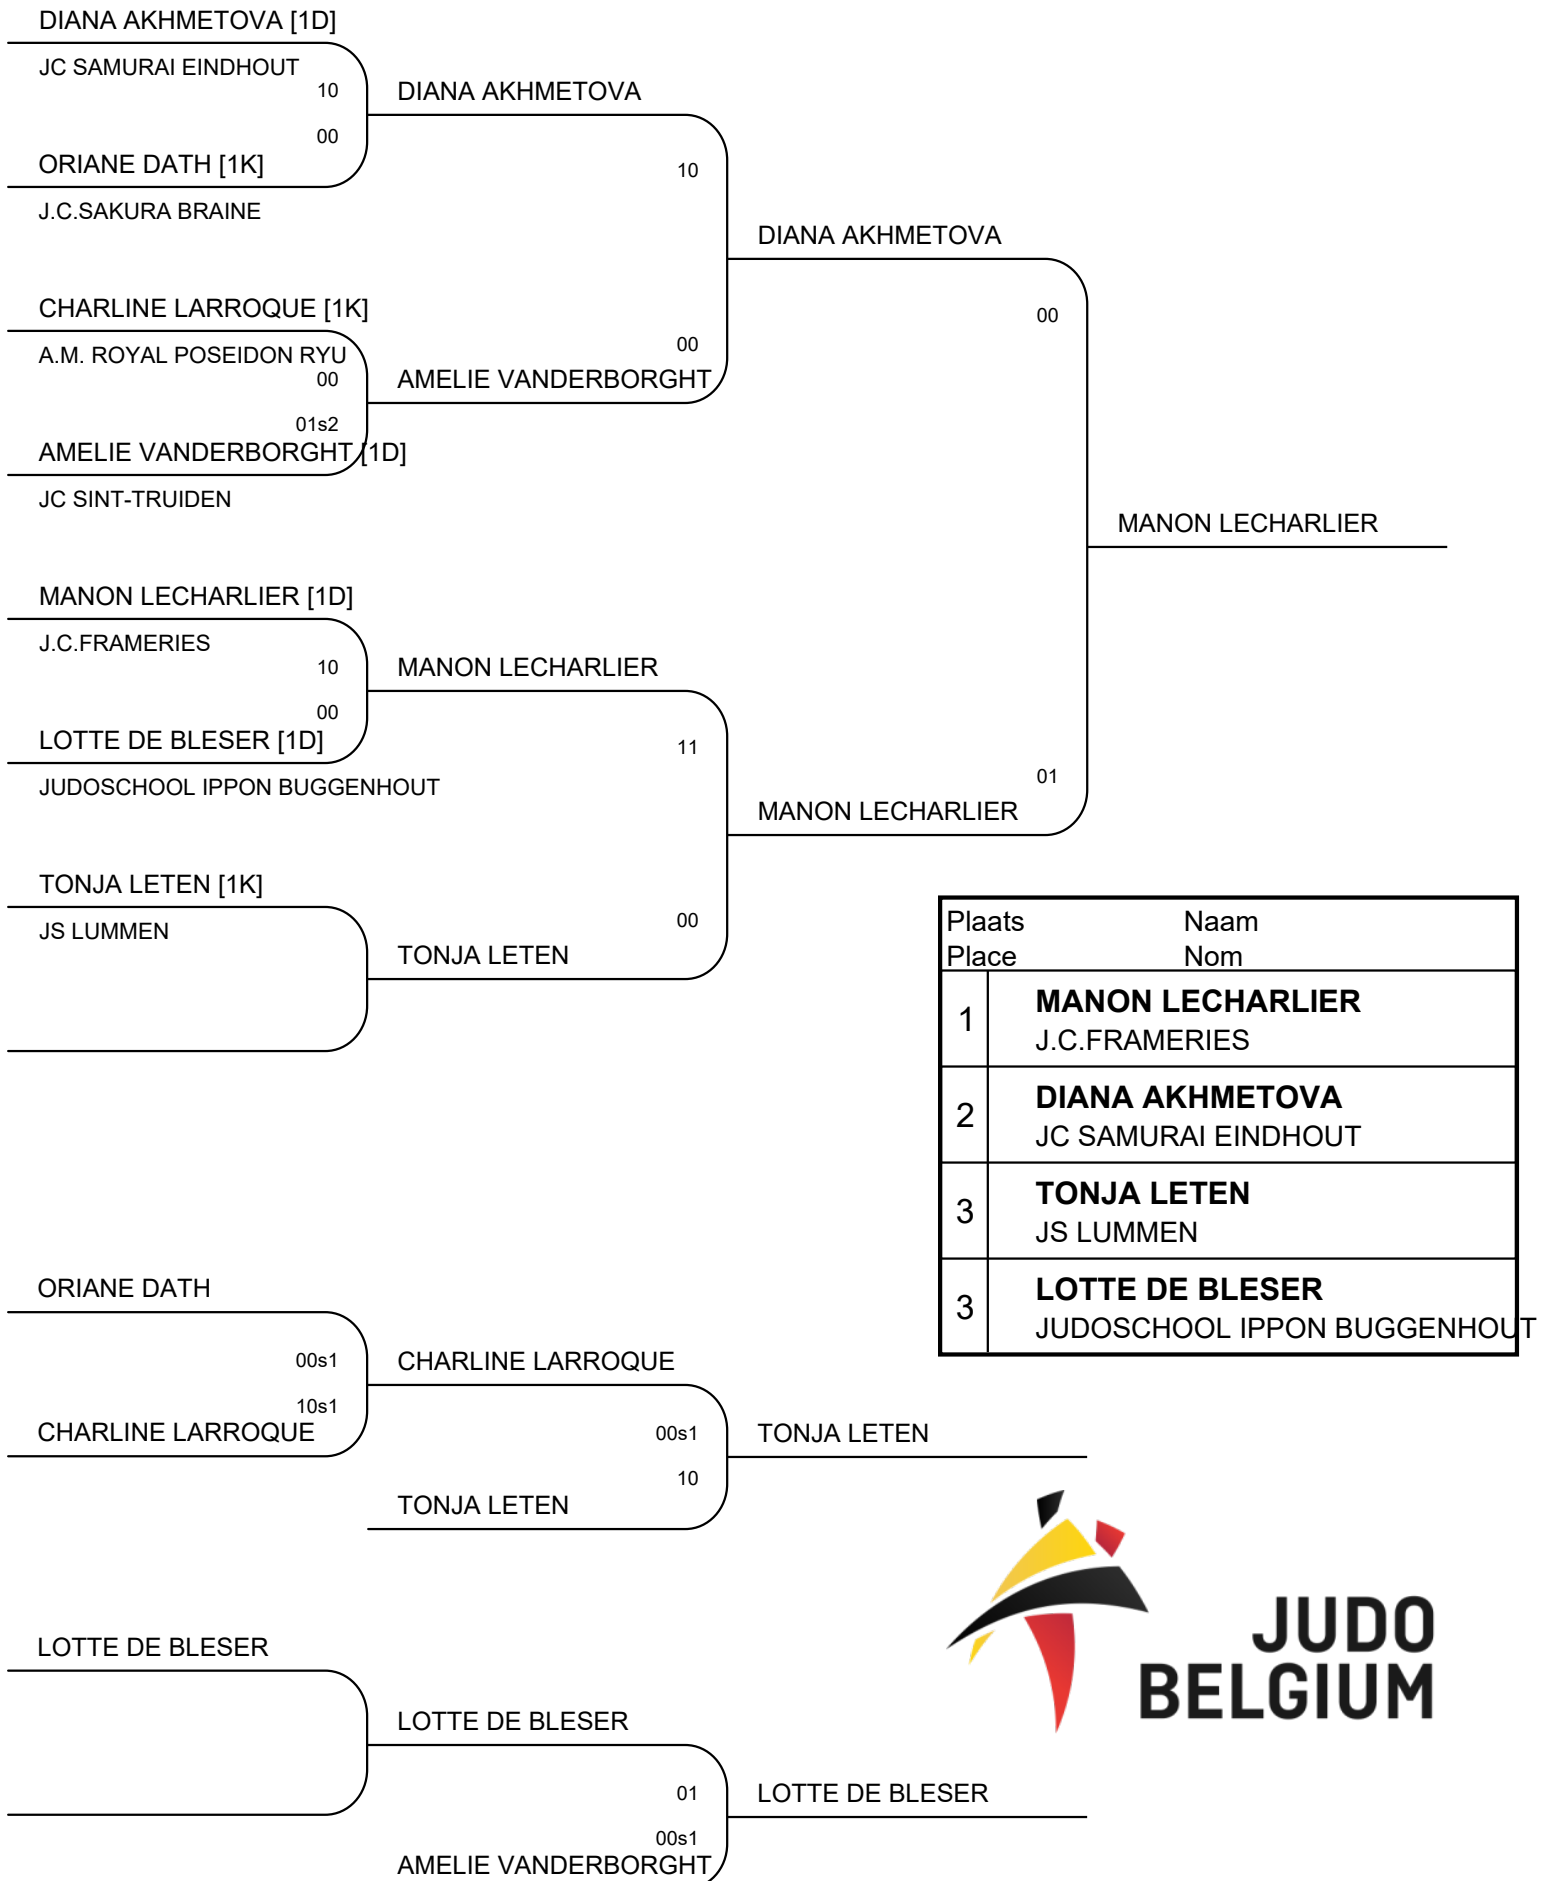 DIANA AKHMETOVA [1D]
JC SAMURAI EINDHOUT
10
DIANA AKHMETOVA
00
ORIANE DATH [1K]
10
J.C.SAKURA BRAINE
DIANA AKHMETOVA
CHARLINE LARROQUE [1K]
00
A.M. ROYAL POSEIDON RYU
00
00
AMELIE VANDERBORGHT
01s2
AMELIE VANDERBORGHT [1D]
JC SINT-TRUIDEN
MANON LECHARLIER
MANON LECHARLIER [1D]
J.C.FRAMERIES
10
MANON LECHARLIER
00
LOTTE DE BLESER [1D]
11
JUDOSCHOOL IPPON BUGGENHOUT
01
MANON LECHARLIER
TONJA LETEN [1K]
JS LUMMEN
00
TONJA LETEN
Plaats Naam
Place Nom
1 MANON LECHARLIER
J.C.FRAMERIES
2 DIANA AKHMETOVA
JC SAMURAI EINDHOUT
3 TONJA LETEN
JS LUMMEN
3 LOTTE DE BLESER
JUDOSCHOOL IPPON BUGGENHOUT
ORIANE DATH
00s1
CHARLINE LARROQUE
10s1
CHARLINE LARROQUE
00s1
TONJA LETEN
10
TONJA LETEN
JUDO
BELGIUM
LOTTE DE BLESER
LOTTE DE BLESER
01
LOTTE DE BLESER
00s1
AMELIE VANDERBORGHT